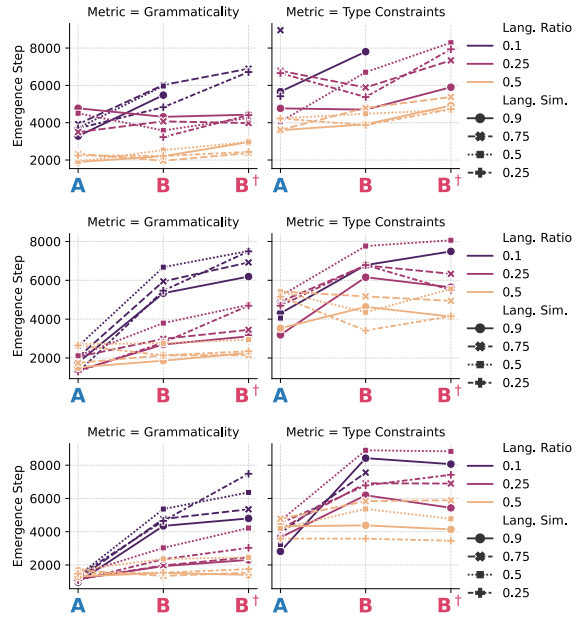 Metric = Grammaticality
Metric = Type Constraints
Lang. Ratio
0.1
0.25
0.5
Lang. Sim.
0.9
0.75
0.5
0.25
Emergence Step
8000
6000
4000
2000
A
B
B†
A
B
B†
Metric = Grammaticality
Metric = Type Constraints
Lang. Ratio
0.1
0.25
0.5
Lang. Sim.
0.9
0.75
0.5
0.25
Emergence Step
8000
6000
4000
2000
A
B
B†
A
B
B†
Metric = Grammaticality
Metric = Type Constraints
Lang. Ratio
0.1
0.25
0.5
Lang. Sim.
0.9
0.75
0.5
0.25
Emergence Step
8000
6000
4000
2000
A
B
B†
A
B
B†